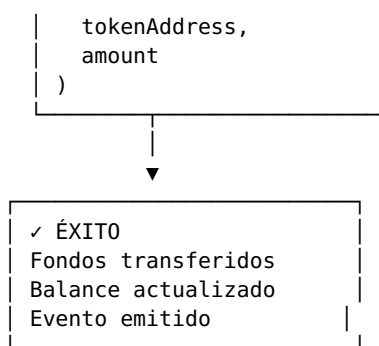 tokenAddress,
amount
)
✓ ÉXITO
Fondos transferidos
Balance actualizado
Evento emitido